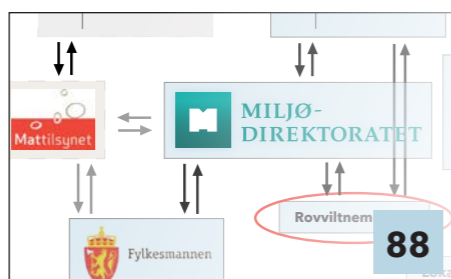 MILJØ-
DIREKTORATET
Mattilsynet
Rovviltnem
88
Fylkesmannen